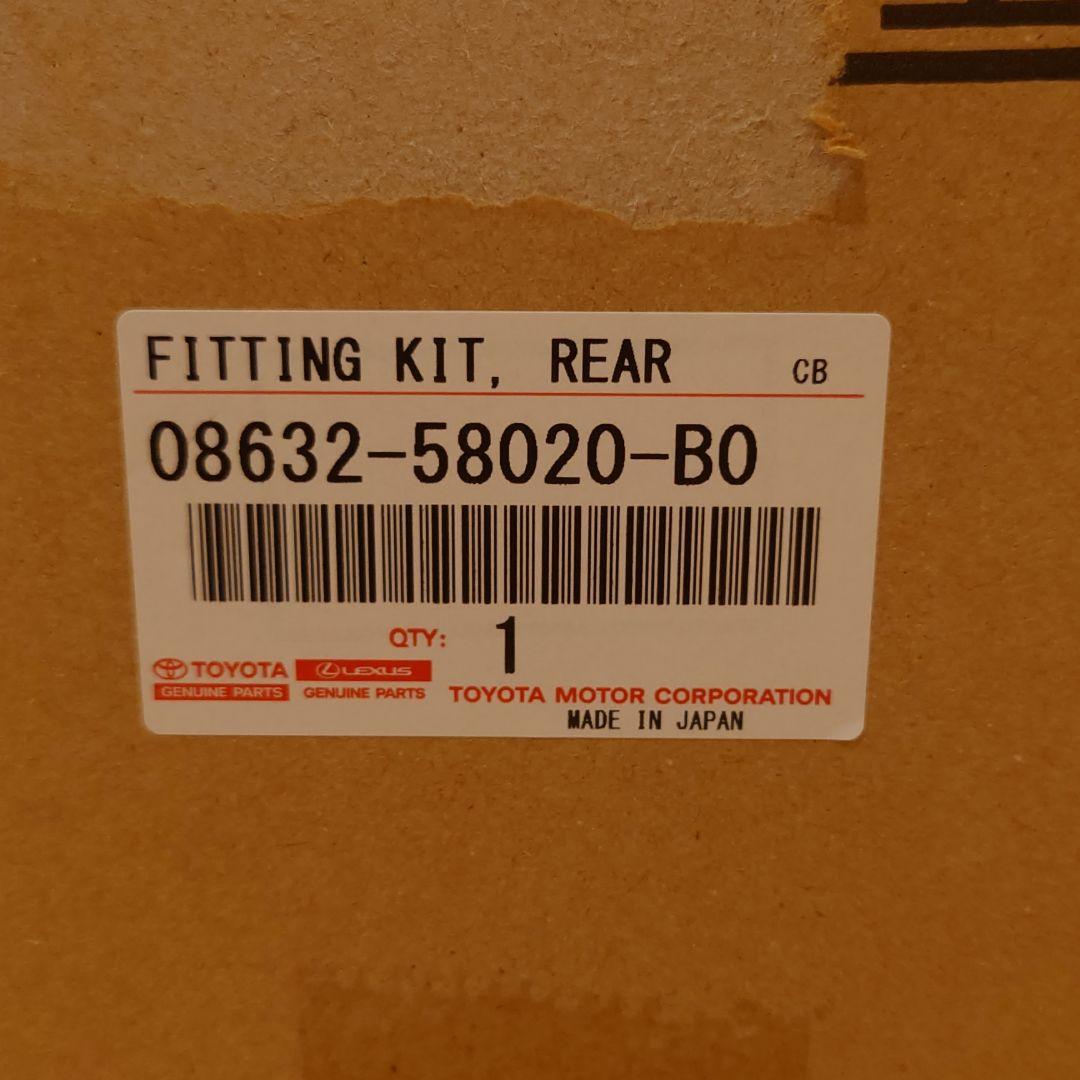 FITTING KIT, REAR CB
08632-58020-B0
QTY: 1
TOYOTA LEXUS
GENUINE PARTS GENUINE PARTS TOYOTA MOTOR CORPORATION
MADE IN JAPAN